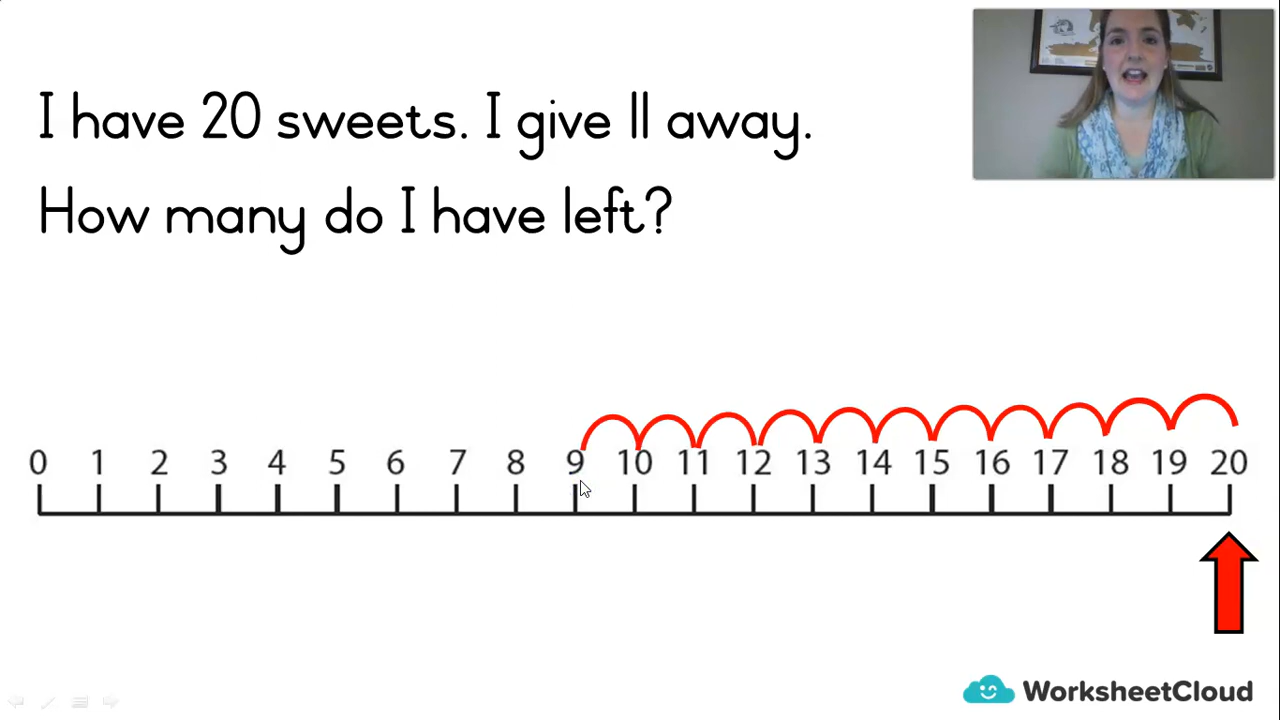 I have 20 sweets. I give 11 away.
How many do I have left?
0 1 2 3 4 5 6 7 8 9 10 11 12 13 14 15 16 17 18 19 20
WorksheetCloud